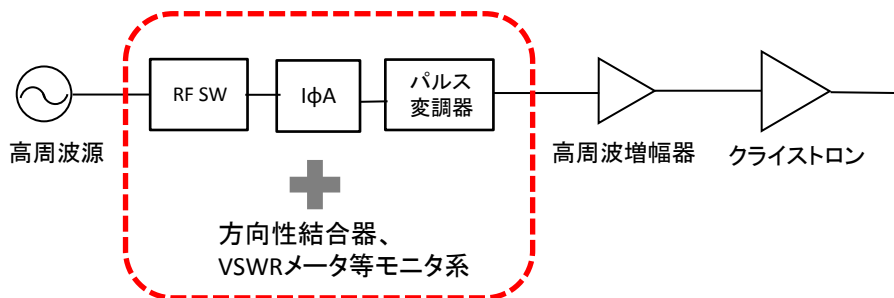 RF SW
IφA
パルス
変調器
高周波源
高周波増幅器
クライストロン
方向性結合器、
VSWRメータ等モニタ系